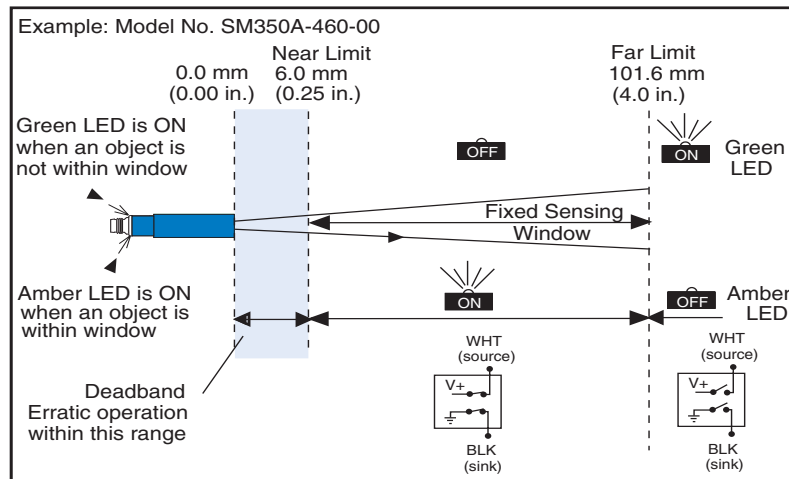 Example: Model No. SM350A-460-00
0.0 mm
(0.00 in.)
Near Limit
6.0 mm
(0.25 in.)
Far Limit
101.6 mm
(4.0 in.)
Green LED is ON
when an object is
not within window
OFF
ON
Green
LED
Fixed Sensing
Window
Amber LED is ON
when an object is
within window
ON
OFF
Amber
LED
Deadband
Erratic operation
within this range
WHT
(source)
V+
BLK
(sink)
WHT
(source)
V+
BLK
(sink)